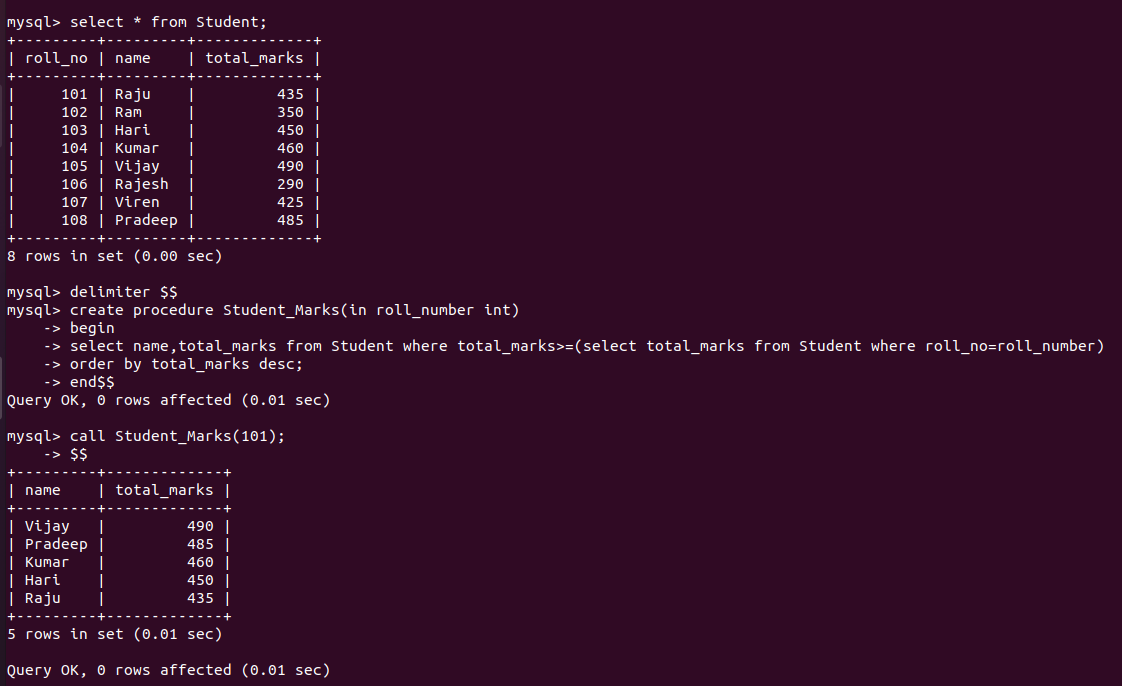 mysql> select * from Student;
+---------+---------+-------------+
| roll_no | name    | total_marks |
+---------+---------+-------------+
|     101 | Raju    |         435 |
|     102 | Ram     |         350 |
|     103 | Hari    |         450 |
|     104 | Kumar   |         460 |
|     105 | Vijay   |         490 |
|     106 | Rajesh  |         290 |
|     107 | Viren   |         425 |
|     108 | Pradeep |         485 |
+---------+---------+-------------+
8 rows in set (0.00 sec)

mysql> delimiter $$
mysql> create procedure Student_Marks(in roll_number int)
    -> begin
    -> select name,total_marks from Student where total_marks>=(select total_marks from Student where roll_no=roll_number)
    -> order by total_marks desc;
    -> end$$
Query OK, 0 rows affected (0.01 sec)

mysql> call Student_Marks(101);
    -> $$
+---------+-------------+
| name    | total_marks |
+---------+-------------+
| Vijay   |         490 |
| Pradeep |         485 |
| Kumar   |         460 |
| Hari    |         450 |
| Raju    |         435 |
+---------+-------------+
5 rows in set (0.01 sec)

Query OK, 0 rows affected (0.01 sec)